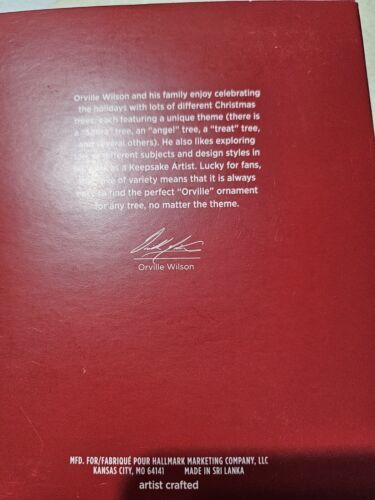 Orville Wilson and his family enjoy celebrating
the holidays with lots of different Christmas
trees, each featuring a unique theme (there is
a tree, an "angel" tree, a "treat" tree,
and several others). He also likes exploring
different subjects and design styles in
as a Keepsake Artist. Lucky for fans,
of variety means that it is always
to find the perfect "Orville" ornament
for any tree, no matter the theme.
Orville Wilson
MFD. FOR/FABRIQUÉ POUR HALLMARK MARKETING COMPANY, LLC
KANSAS CITY, MO 64141 MADE IN SRI LANKA
artist crafted